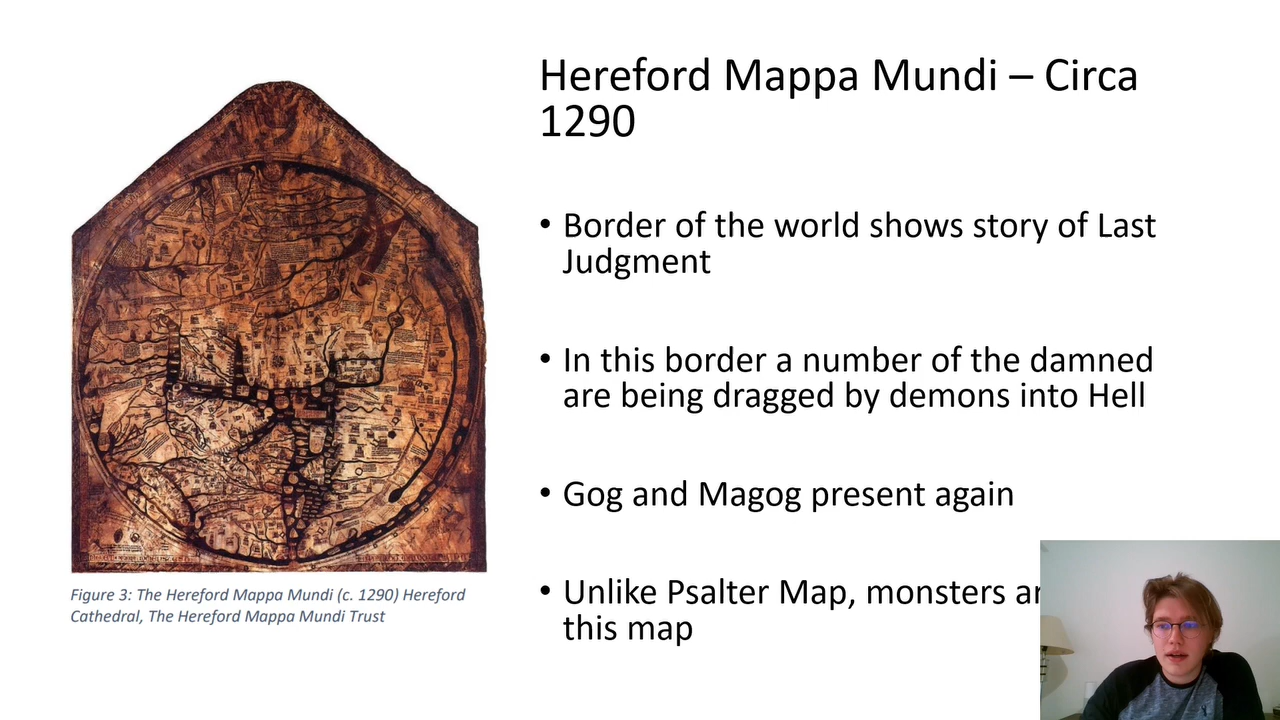 Hereford Mappa Mundi – Circa
1290
• Border of the world shows story of Last
Judgment
• In this border a number of the damned
are being dragged by demons into Hell
• Gog and Magog present again
• Unlike Psalter Map, monsters
this map
Figure 3: The Hereford Mappa Mundi (c. 1290) Hereford
Cathedral, The Hereford Mappa Mundi Trust